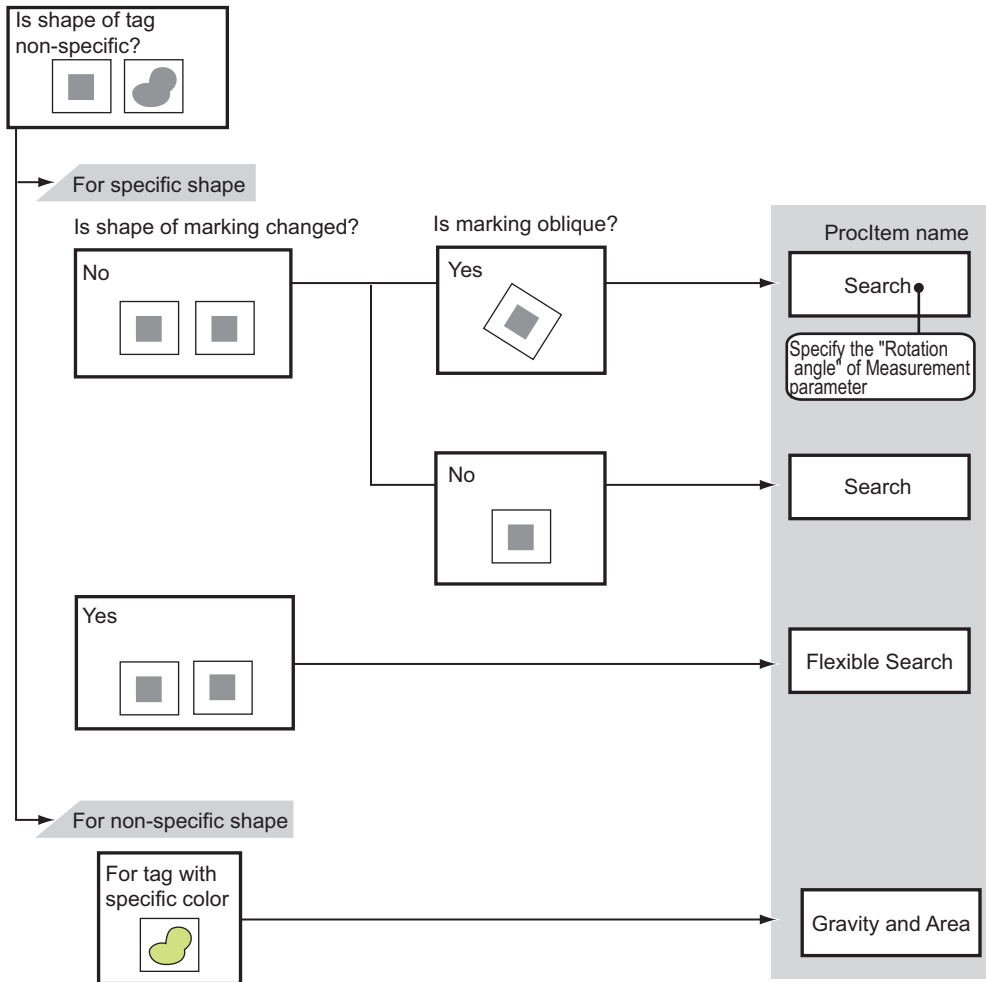 Is shape of tag
non-specific?
For specific shape
Is shape of marking changed?
Is marking oblique?
ProcItem name
No
Yes
Search
Specify the "Rotation
angle" of Measurement
parameter
No
Search
Yes
Flexible Search
For non-specific shape
For tag with
specific color
Gravity and Area